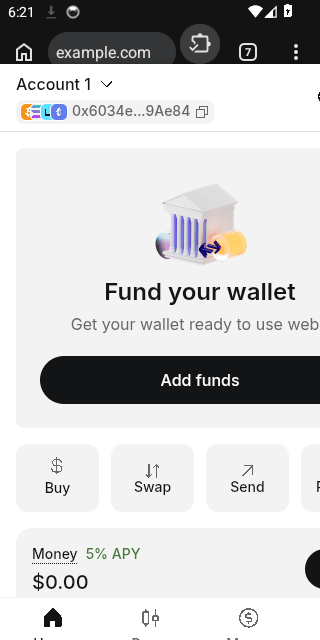 6:21
example.com
7
Account 1
0x6034e...9Ae84
Fund your wallet
Get your wallet ready to use web
Add funds
Buy
Swap
Send
Money 5% APY
$0.00